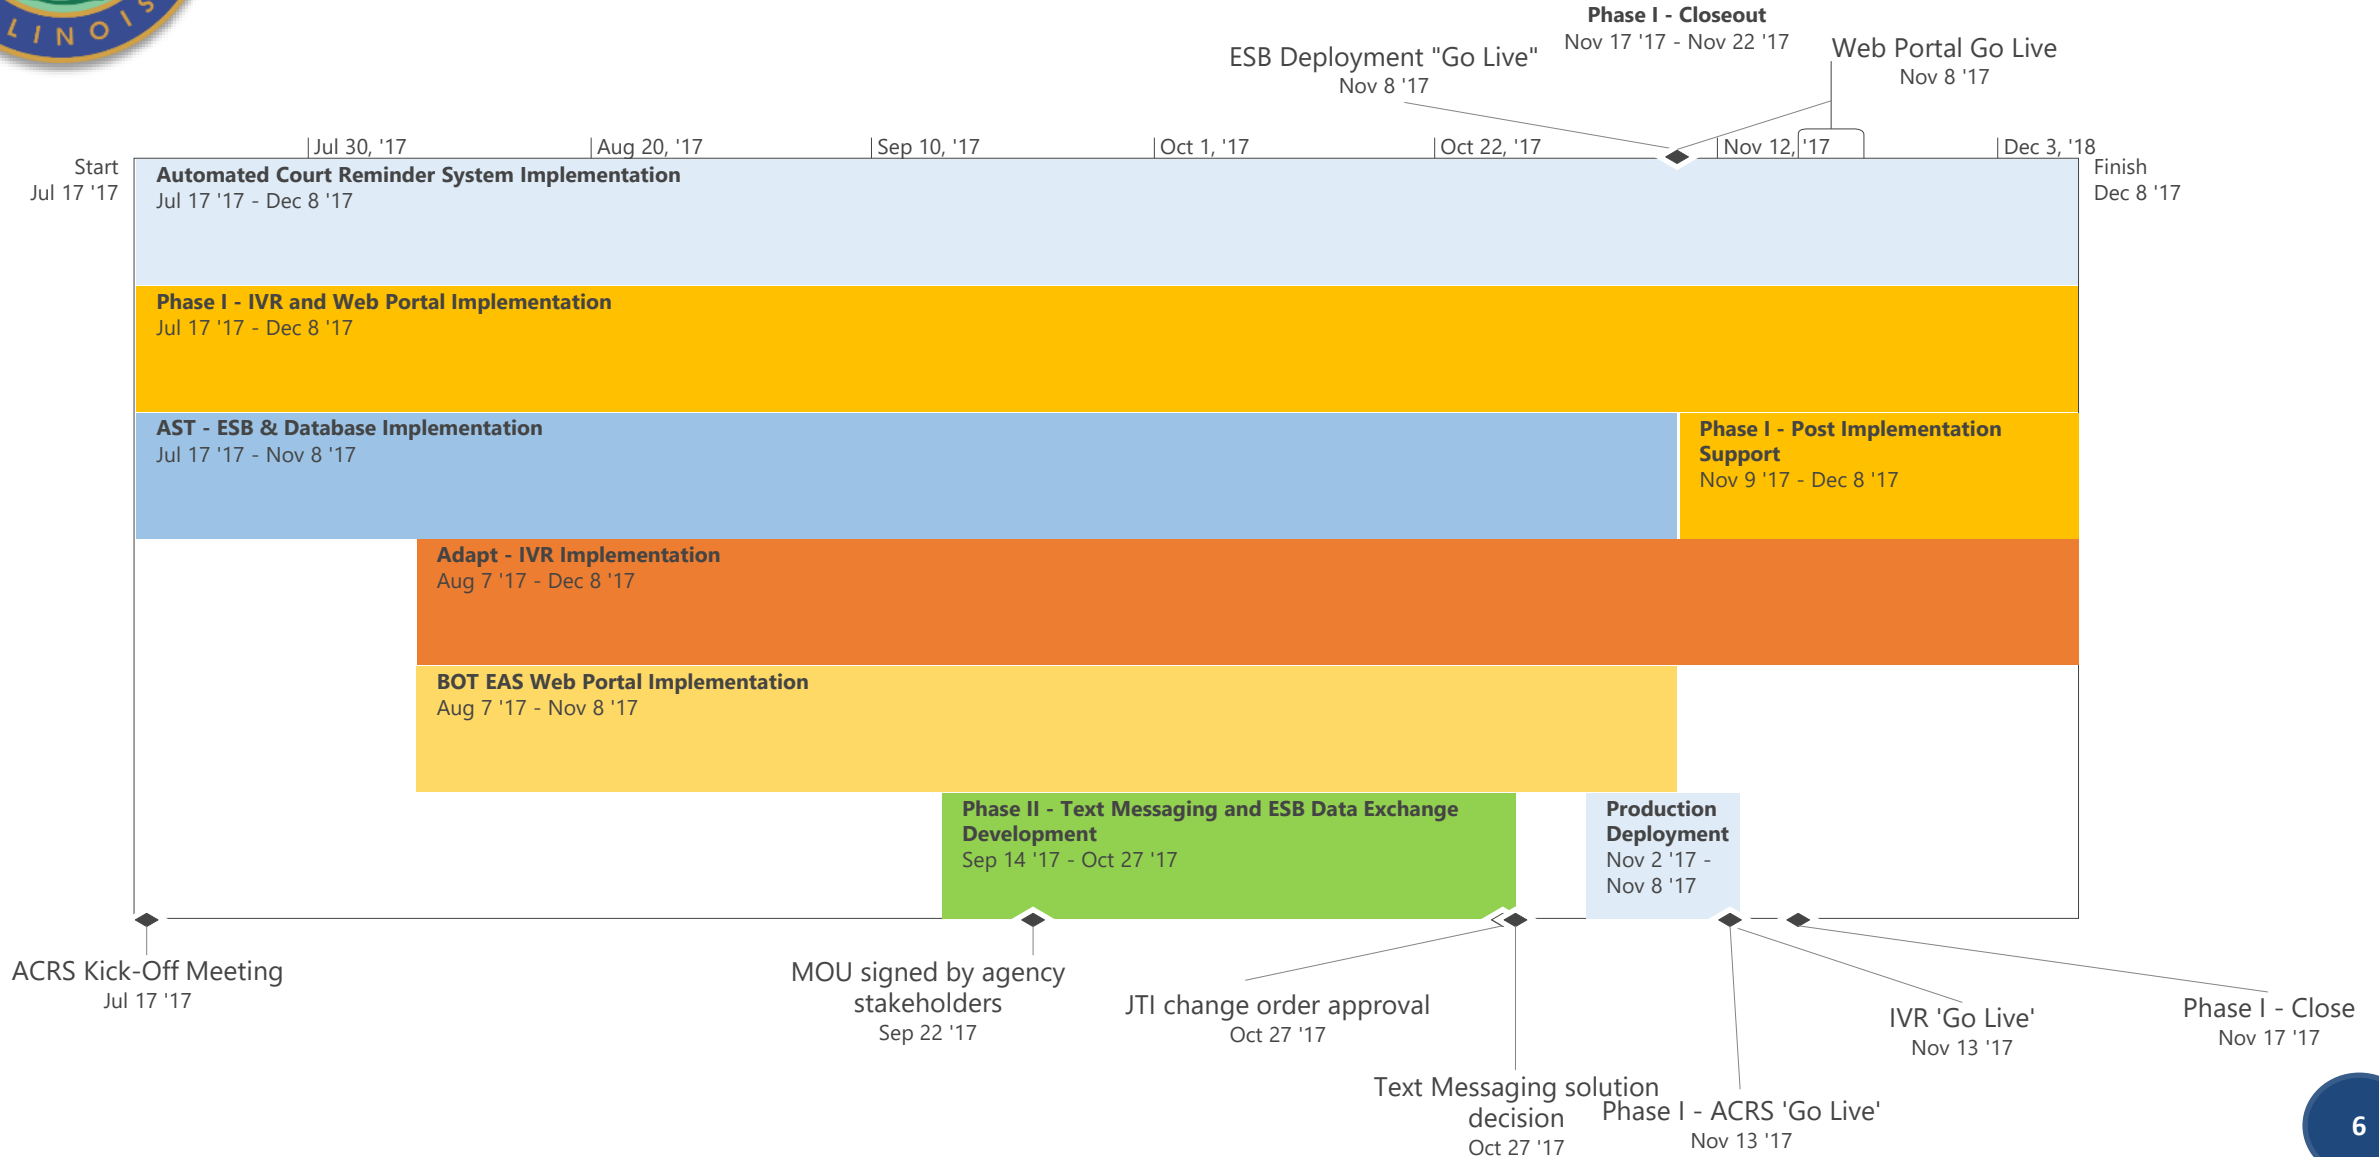 LINOIS
Phase I - Closeout
Nov 17 '17 - Nov 22 '17
ESB Deployment "Go Live"
Nov 8 '17
Web Portal Go Live
Nov 8 '17
Jul 30, '17
Aug 20, '17
Sep 10, '17
Oct 1, '17
Oct 22, '17
Nov 12, '17
Dec 3, '18
Start
Jul 17 '17
Finish
Dec 8 '17
Automated Court Reminder System Implementation
Jul 17 '17 - Dec 8 '17
Phase I - IVR and Web Portal Implementation
Jul 17 '17 - Dec 8 '17
AST - ESB & Database Implementation
Jul 17 '17 - Nov 8 '17
Phase I - Post Implementation
Support
Nov 9 '17 - Dec 8 '17
Adapt - IVR Implementation
Aug 7 '17 - Dec 8 '17
BOT EAS Web Portal Implementation
Aug 7 '17 - Nov 8 '17
Phase II - Text Messaging and ESB Data Exchange
Development
Sep 14 '17 - Oct 27 '17
Production
Deployment
Nov 2 '17 -
Nov 8 '17
ACRS Kick-Off Meeting
Jul 17 '17
MOU signed by agency
stakeholders
Sep 22 '17
JTI change order approval
Oct 27 '17
Text Messaging solution
decision
Oct 27 '17
Phase I - ACRS 'Go Live'
Nov 13 '17
IVR 'Go Live'
Nov 13 '17
Phase I - Close
Nov 17 '17
6